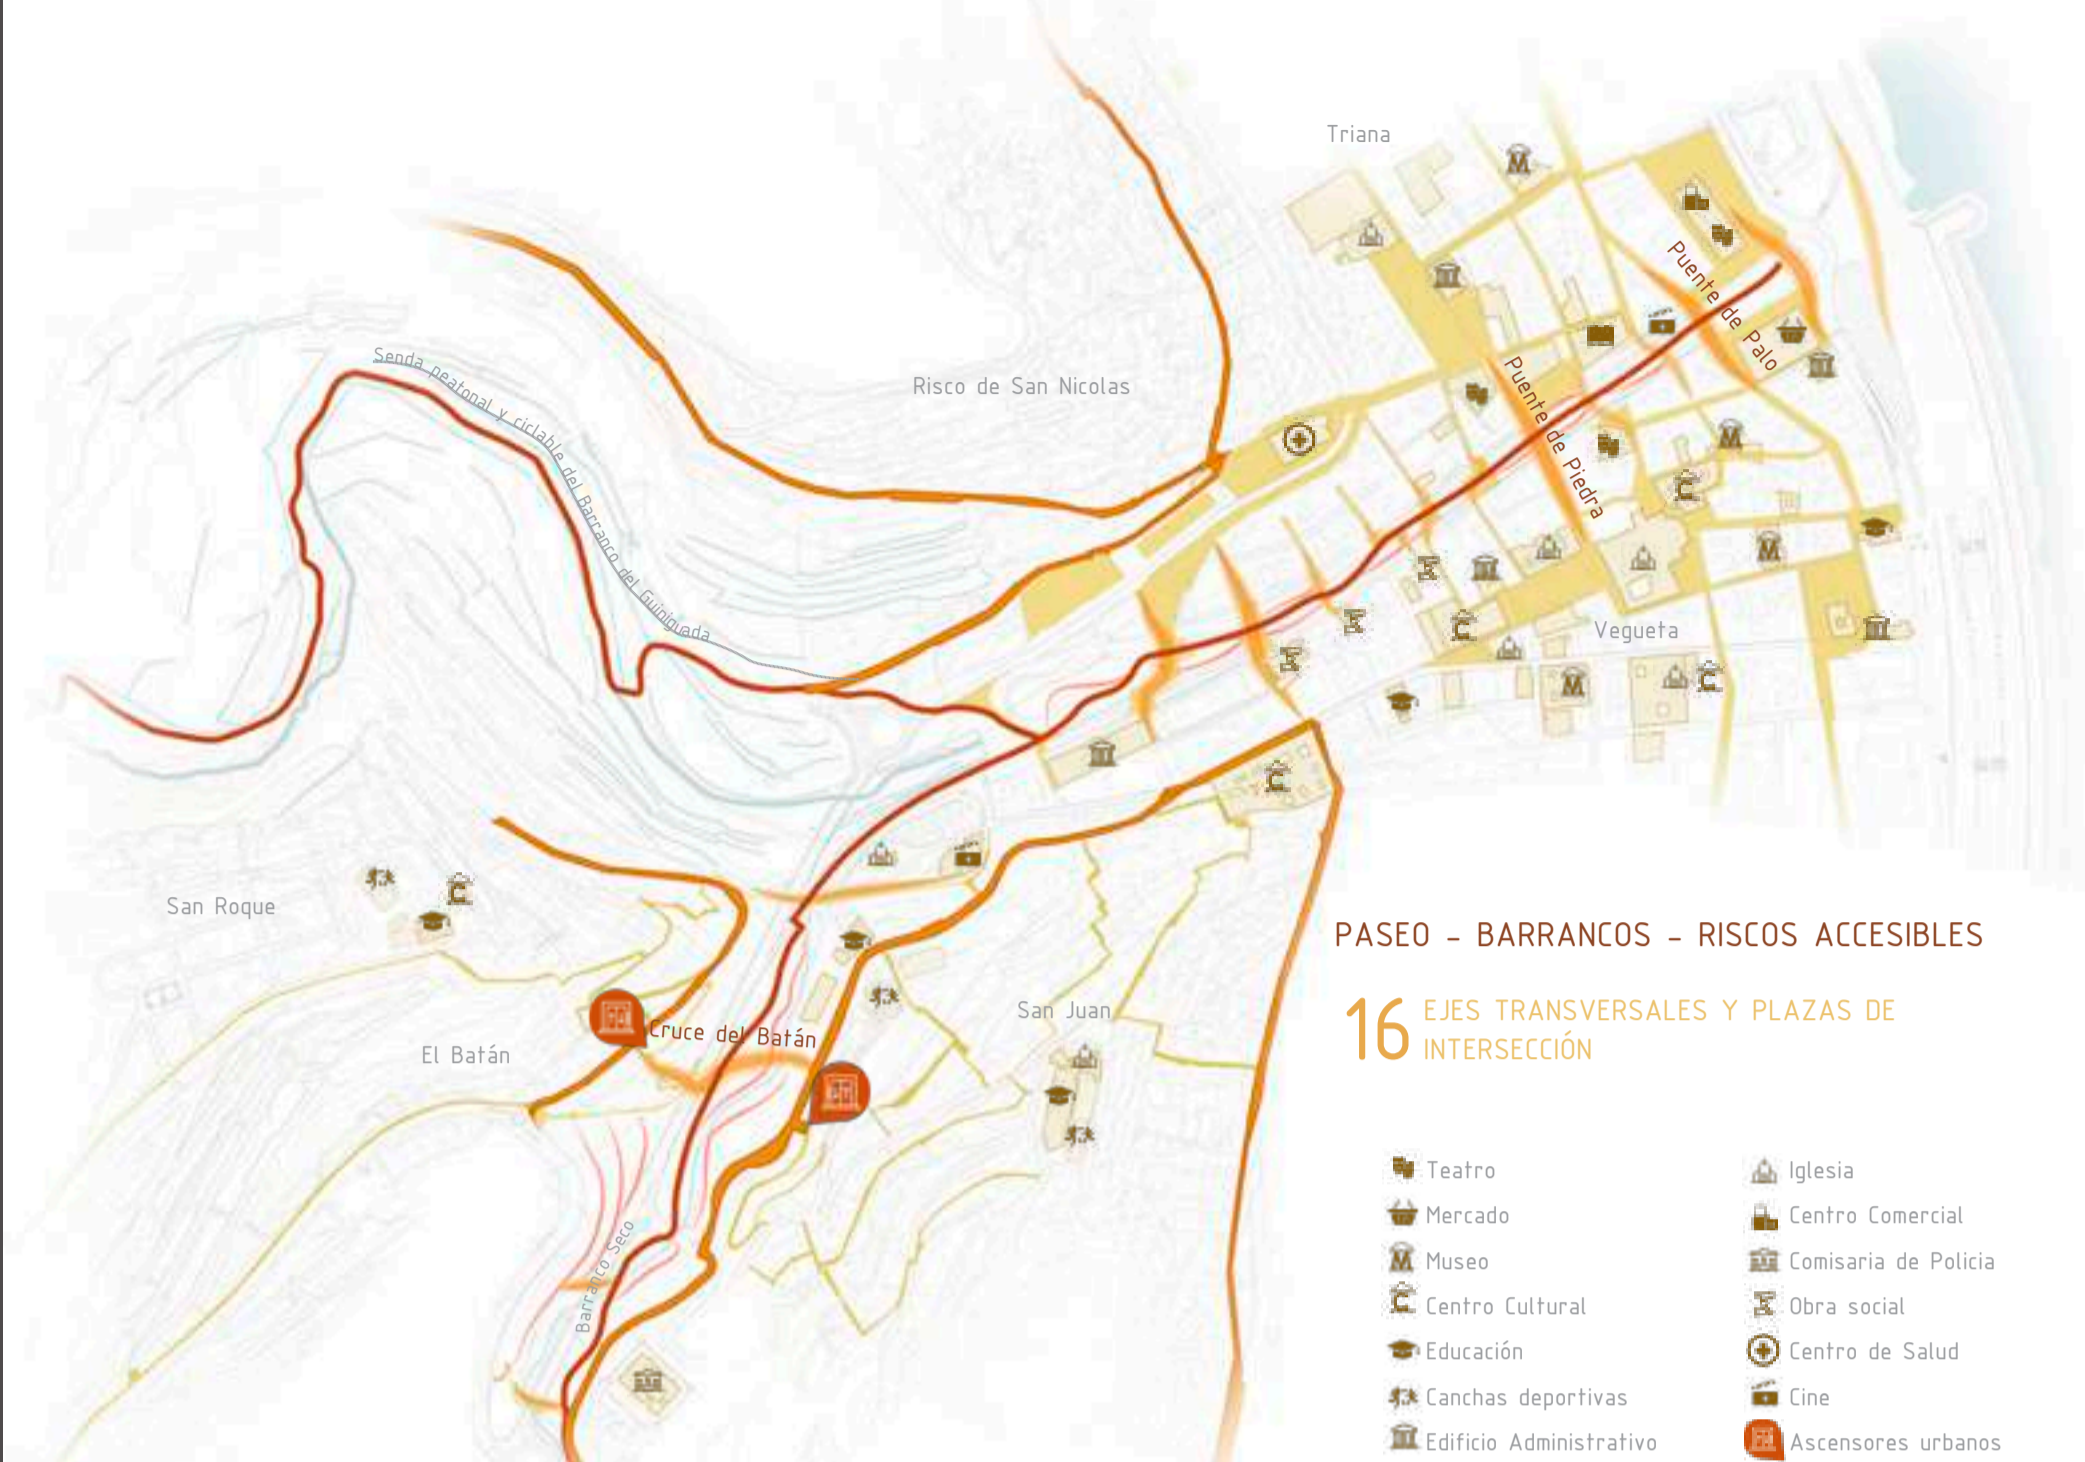 Triana
Puente de Palo
Senda peatonal y ciclable del Barranco del Guiniguada
Risco de San Nicolas
Puente de Piedra
Vegueta
San Roque
PASEO - BARRANCOS - RISCOS ACCESIBLES
16 EJES TRANSVERSALES Y PLAZAS DE
INTERSECCIÓN
San Juan
Cruce del Batán
El Batán
Barranco Seco
Teatro
Mercado
Museo
Centro Cultural
Educación
Canchas deportivas
Edificio Administrativo
Iglesia
Centro Comercial
Comisaria de Policia
Obra social
Centro de Salud
Cine
Ascensores urbanos